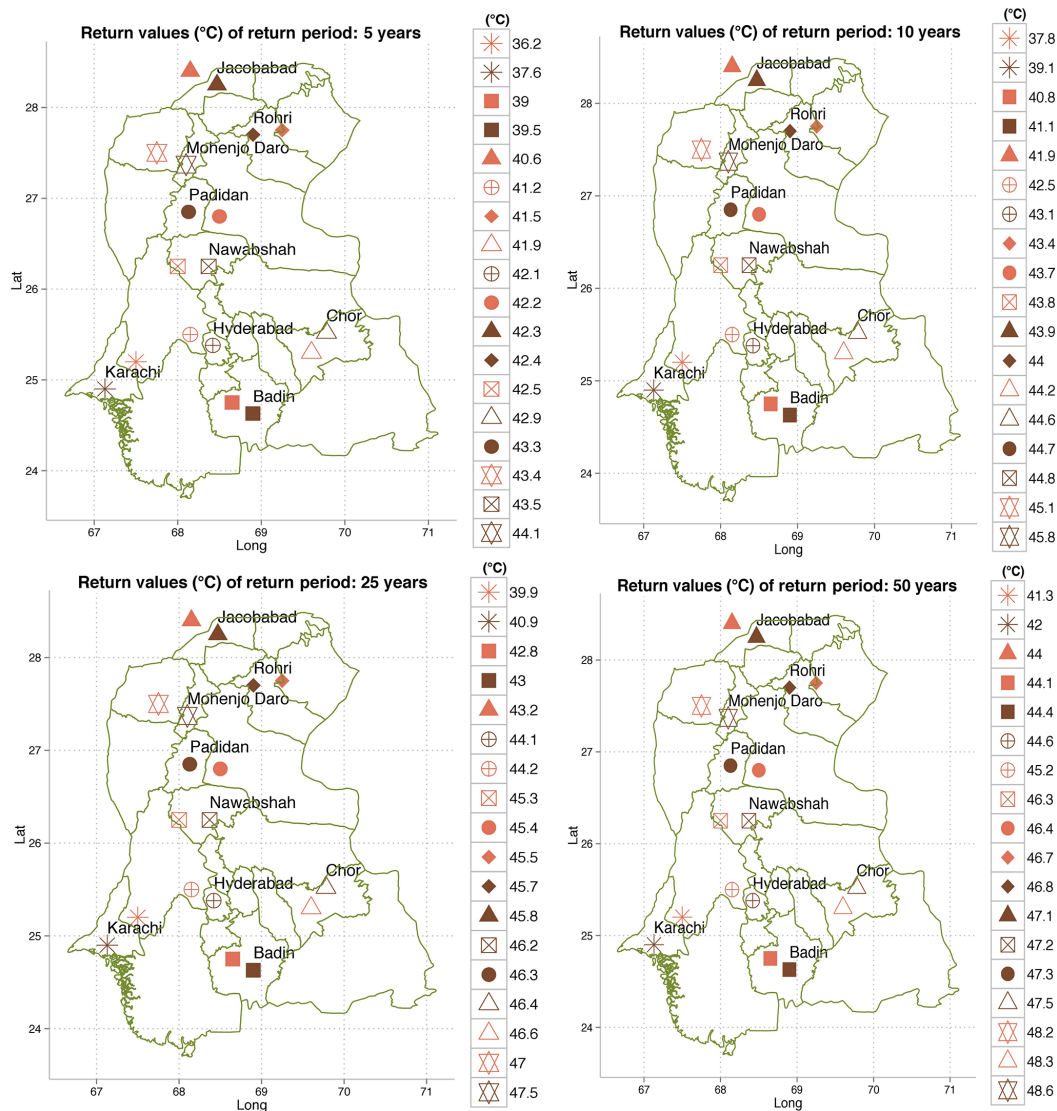 Return values (°C) of return period: 5 years
(°C)
36.2
37.6
39
39.5
40.6
41.2
41.5
41.9
42.1
42.2
42.3
42.4
42.5
42.9
43.3
43.4
43.5
44.1
Jacobabad
Rohri
Mohenjo Daro
Padidan
Nawabshah
Hyderabad
Chor
Karachi
Badin
28
27
26
25
24
Lat
67 68 69 70 71
Long
Return values (°C) of return period: 10 years
(°C)
37.8
39.1
40.8
41.1
41.9
42.5
43.1
43.4
43.7
43.8
43.9
44
44.2
44.6
44.7
44.8
45.1
45.8
Jacobabad
Rohri
Mohenjo Daro
Padidan
Nawabshah
Hyderabad
Chor
Karachi
Badin
28
27
26
25
24
Lat
67 68 69 70 71
Long
Return values (°C) of return period: 25 years
(°C)
39.9
40.9
42.8
43
43.2
44.1
44.2
45.3
45.4
45.5
45.7
45.8
46.2
46.3
46.4
46.6
47
47.5
Jacobabad
Rohri
Mohenjo Daro
Padidan
Nawabshah
Hyderabad
Chor
Karachi
Badin
28
27
26
25
24
Lat
67 68 69 70 71
Long
Return values (°C) of return period: 50 years
(°C)
41.3
42
44
44.1
44.4
44.6
45.2
46.3
46.4
46.7
46.8
47.1
47.2
47.3
47.5
48.2
48.3
48.6
Jacobabad
Rohri
Mohenjo Daro
Padidan
Nawabshah
Hyderabad
Chor
Karachi
Badin
28
27
26
25
24
Lat
67 68 69 70 71
Long